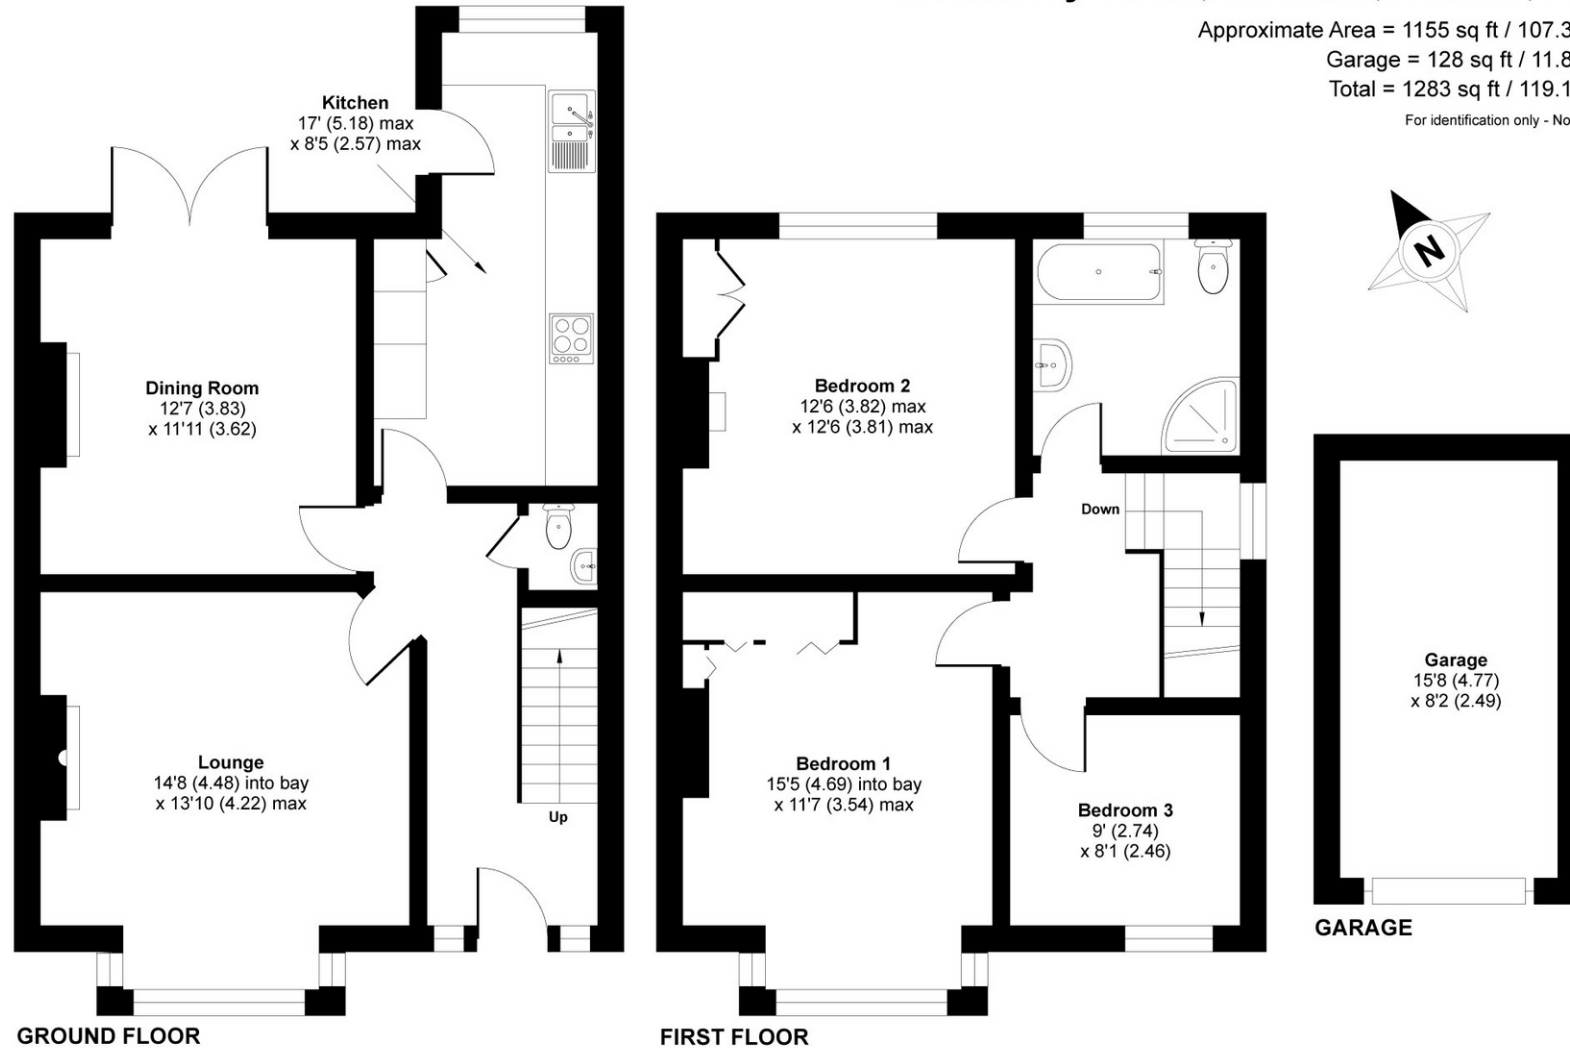 Approximate Area = 1155 sq ft / 107.3
Garage = 128 sq ft / 11.8
Total = 1283 sq ft / 119.1
For identification only - No
Kitchen
17' (5.18) max
x 8'5 (2.57) max
N
Dining Room
12'7 (3.83)
x 11'11 (3.62)
Bedroom 2
12'6 (3.82) max
x 12'6 (3.81) max
Down
Garage
15'8 (4.77)
x 8'2 (2.49)
Lounge
14'8 (4.48) into bay
x 13'10 (4.22) max
Up
Bedroom 1
15'5 (4.69) into bay
x 11'7 (3.54) max
Bedroom 3
9' (2.74)
x 8'1 (2.46)
GARAGE
GROUND FLOOR
FIRST FLOOR